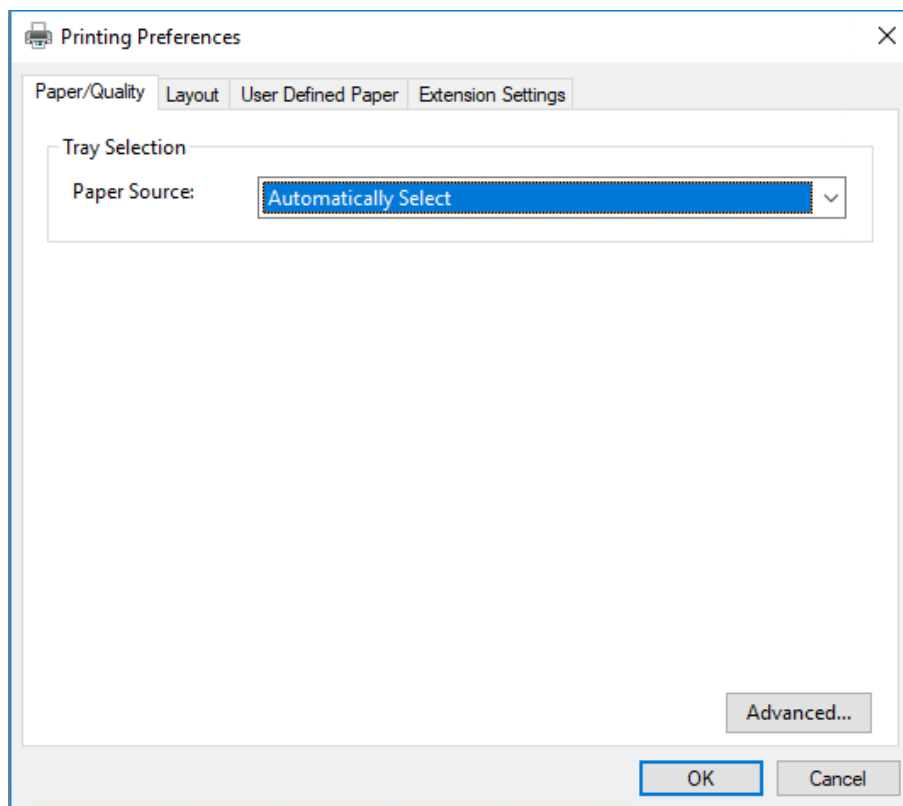 Printing Preferences
Paper/Quality Layout User Defined Paper Extension Settings
Tray Selection
Paper Source: Automatically Select
Advanced...
OK Cancel